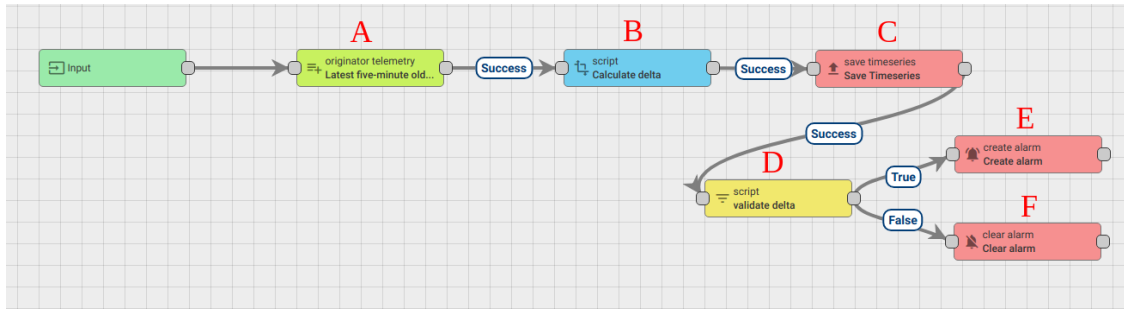 A
B
C
Input
originator telemetry
Latest five-minute old...
Success
script
Calculate delta
Success
save timeseries
Save Timeseries
Success
E
create alarm
Create alarm
D
script
validate delta
True
False
F
clear alarm
Clear alarm